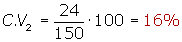 C.V₂ = 24/150 · 100 = 16%